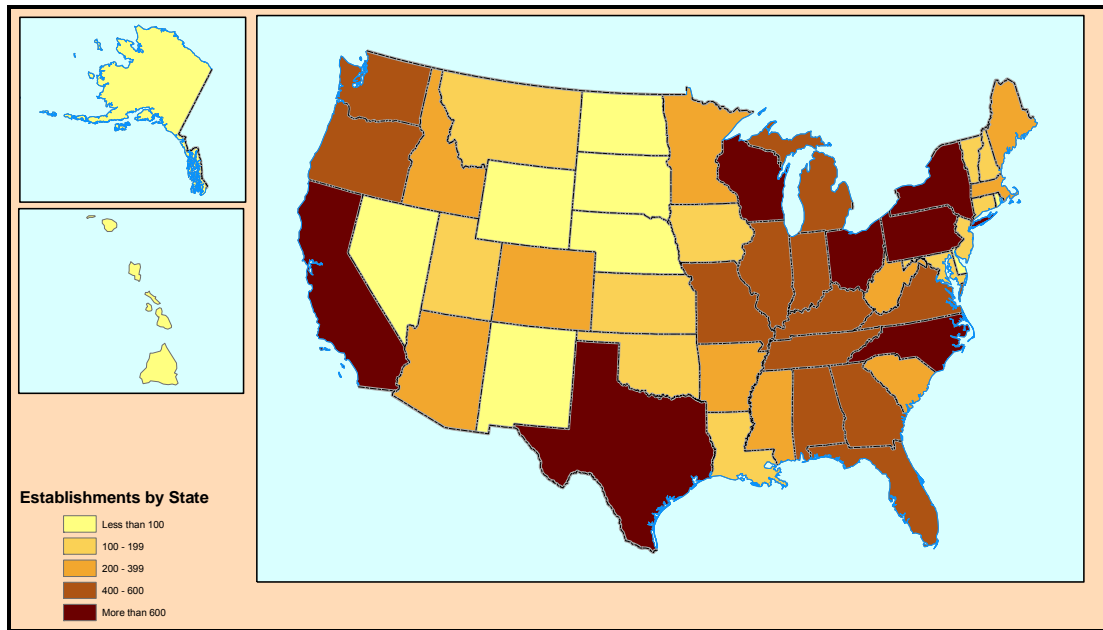 Establishments by State
Less than 100
100 - 199
200 - 399
400 - 600
More than 600